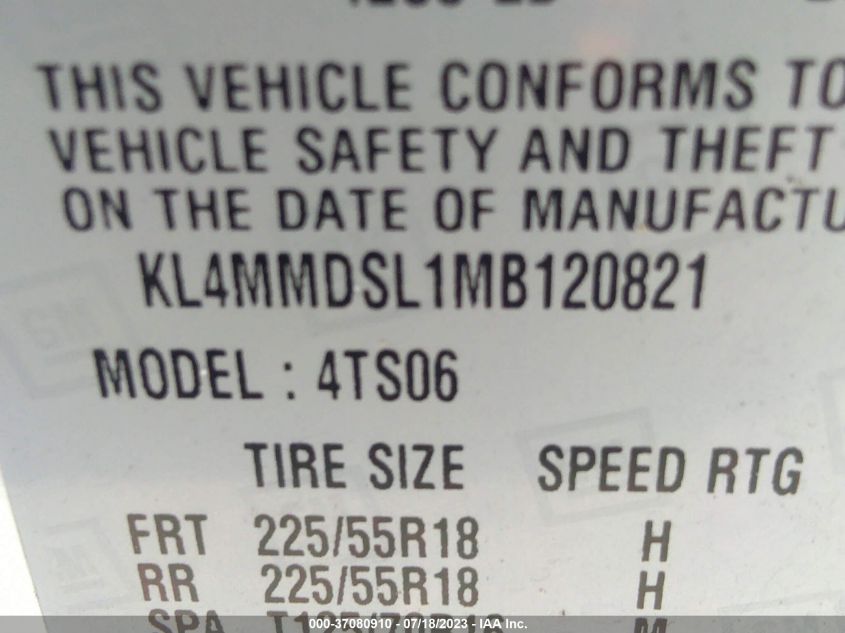 THIS VEHICLE CONFORMS TO
VEHICLE SAFETY AND THEFT
ON THE DATE OF MANUFACTU
KL4MMDSL1MB120821
MODEL : 4TS06
TIRE SIZE SPEED RTG
FRT 225/55R18 H
RR 225/55R18 H
SPA
000-37080910 - 07/18/2023 - IAA, Inc.